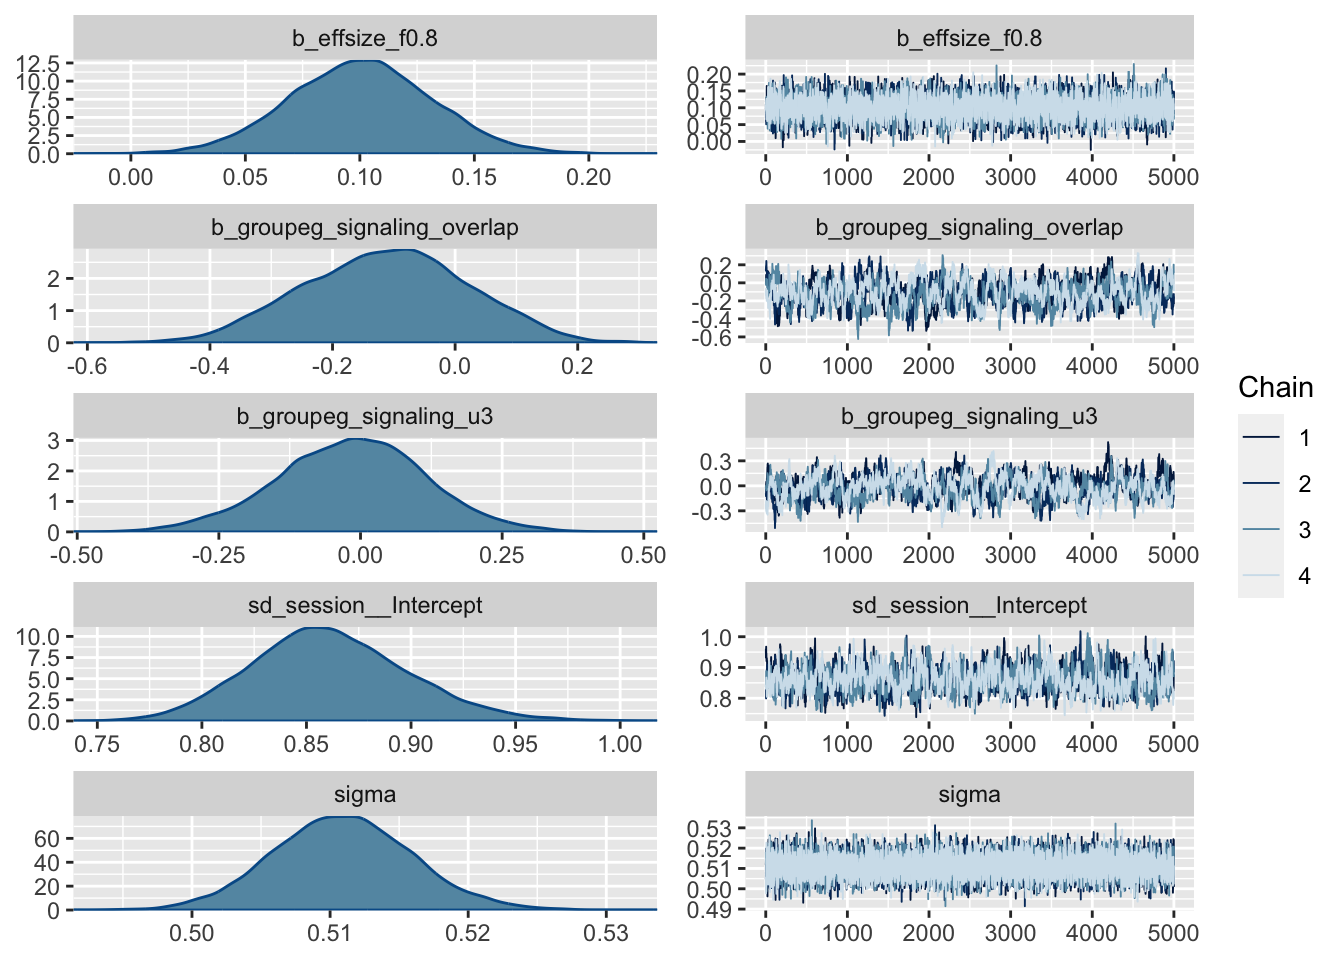 b_effsize_f0.8
12.5
10.0
7.5
5.0
2.5
0.0
0.00 0.05 0.10 0.15 0.20
b_effsize_f0.8
0.20
0.15
0.10
0.05
0.00
0 1000 2000 3000 4000 5000
b_groupeg_signaling_overlap
2
1
0
-0.6 -0.4 -0.2 0.0 0.2
b_groupeg_signaling_overlap
0.2
0.0
-0.2
-0.4
-0.6
0 1000 2000 3000 4000 5000
b_groupeg_signaling_u3
3
2
1
0
-0.50 -0.25 0.00 0.25 0.50
b_groupeg_signaling_u3
0.3
0.0
-0.3
0 1000 2000 3000 4000 5000
sd_session__Intercept
10.0
7.5
5.0
2.5
0.0
0.75 0.80 0.85 0.90 0.95 1.00
sd_session__Intercept
1.0
0.9
0.8
0 1000 2000 3000 4000 5000
sigma
60
40
20
0
0.50 0.51 0.52 0.53
sigma
0.53
0.52
0.51
0.50
0.49
0 1000 2000 3000 4000 5000
Chain
1
2
3
4